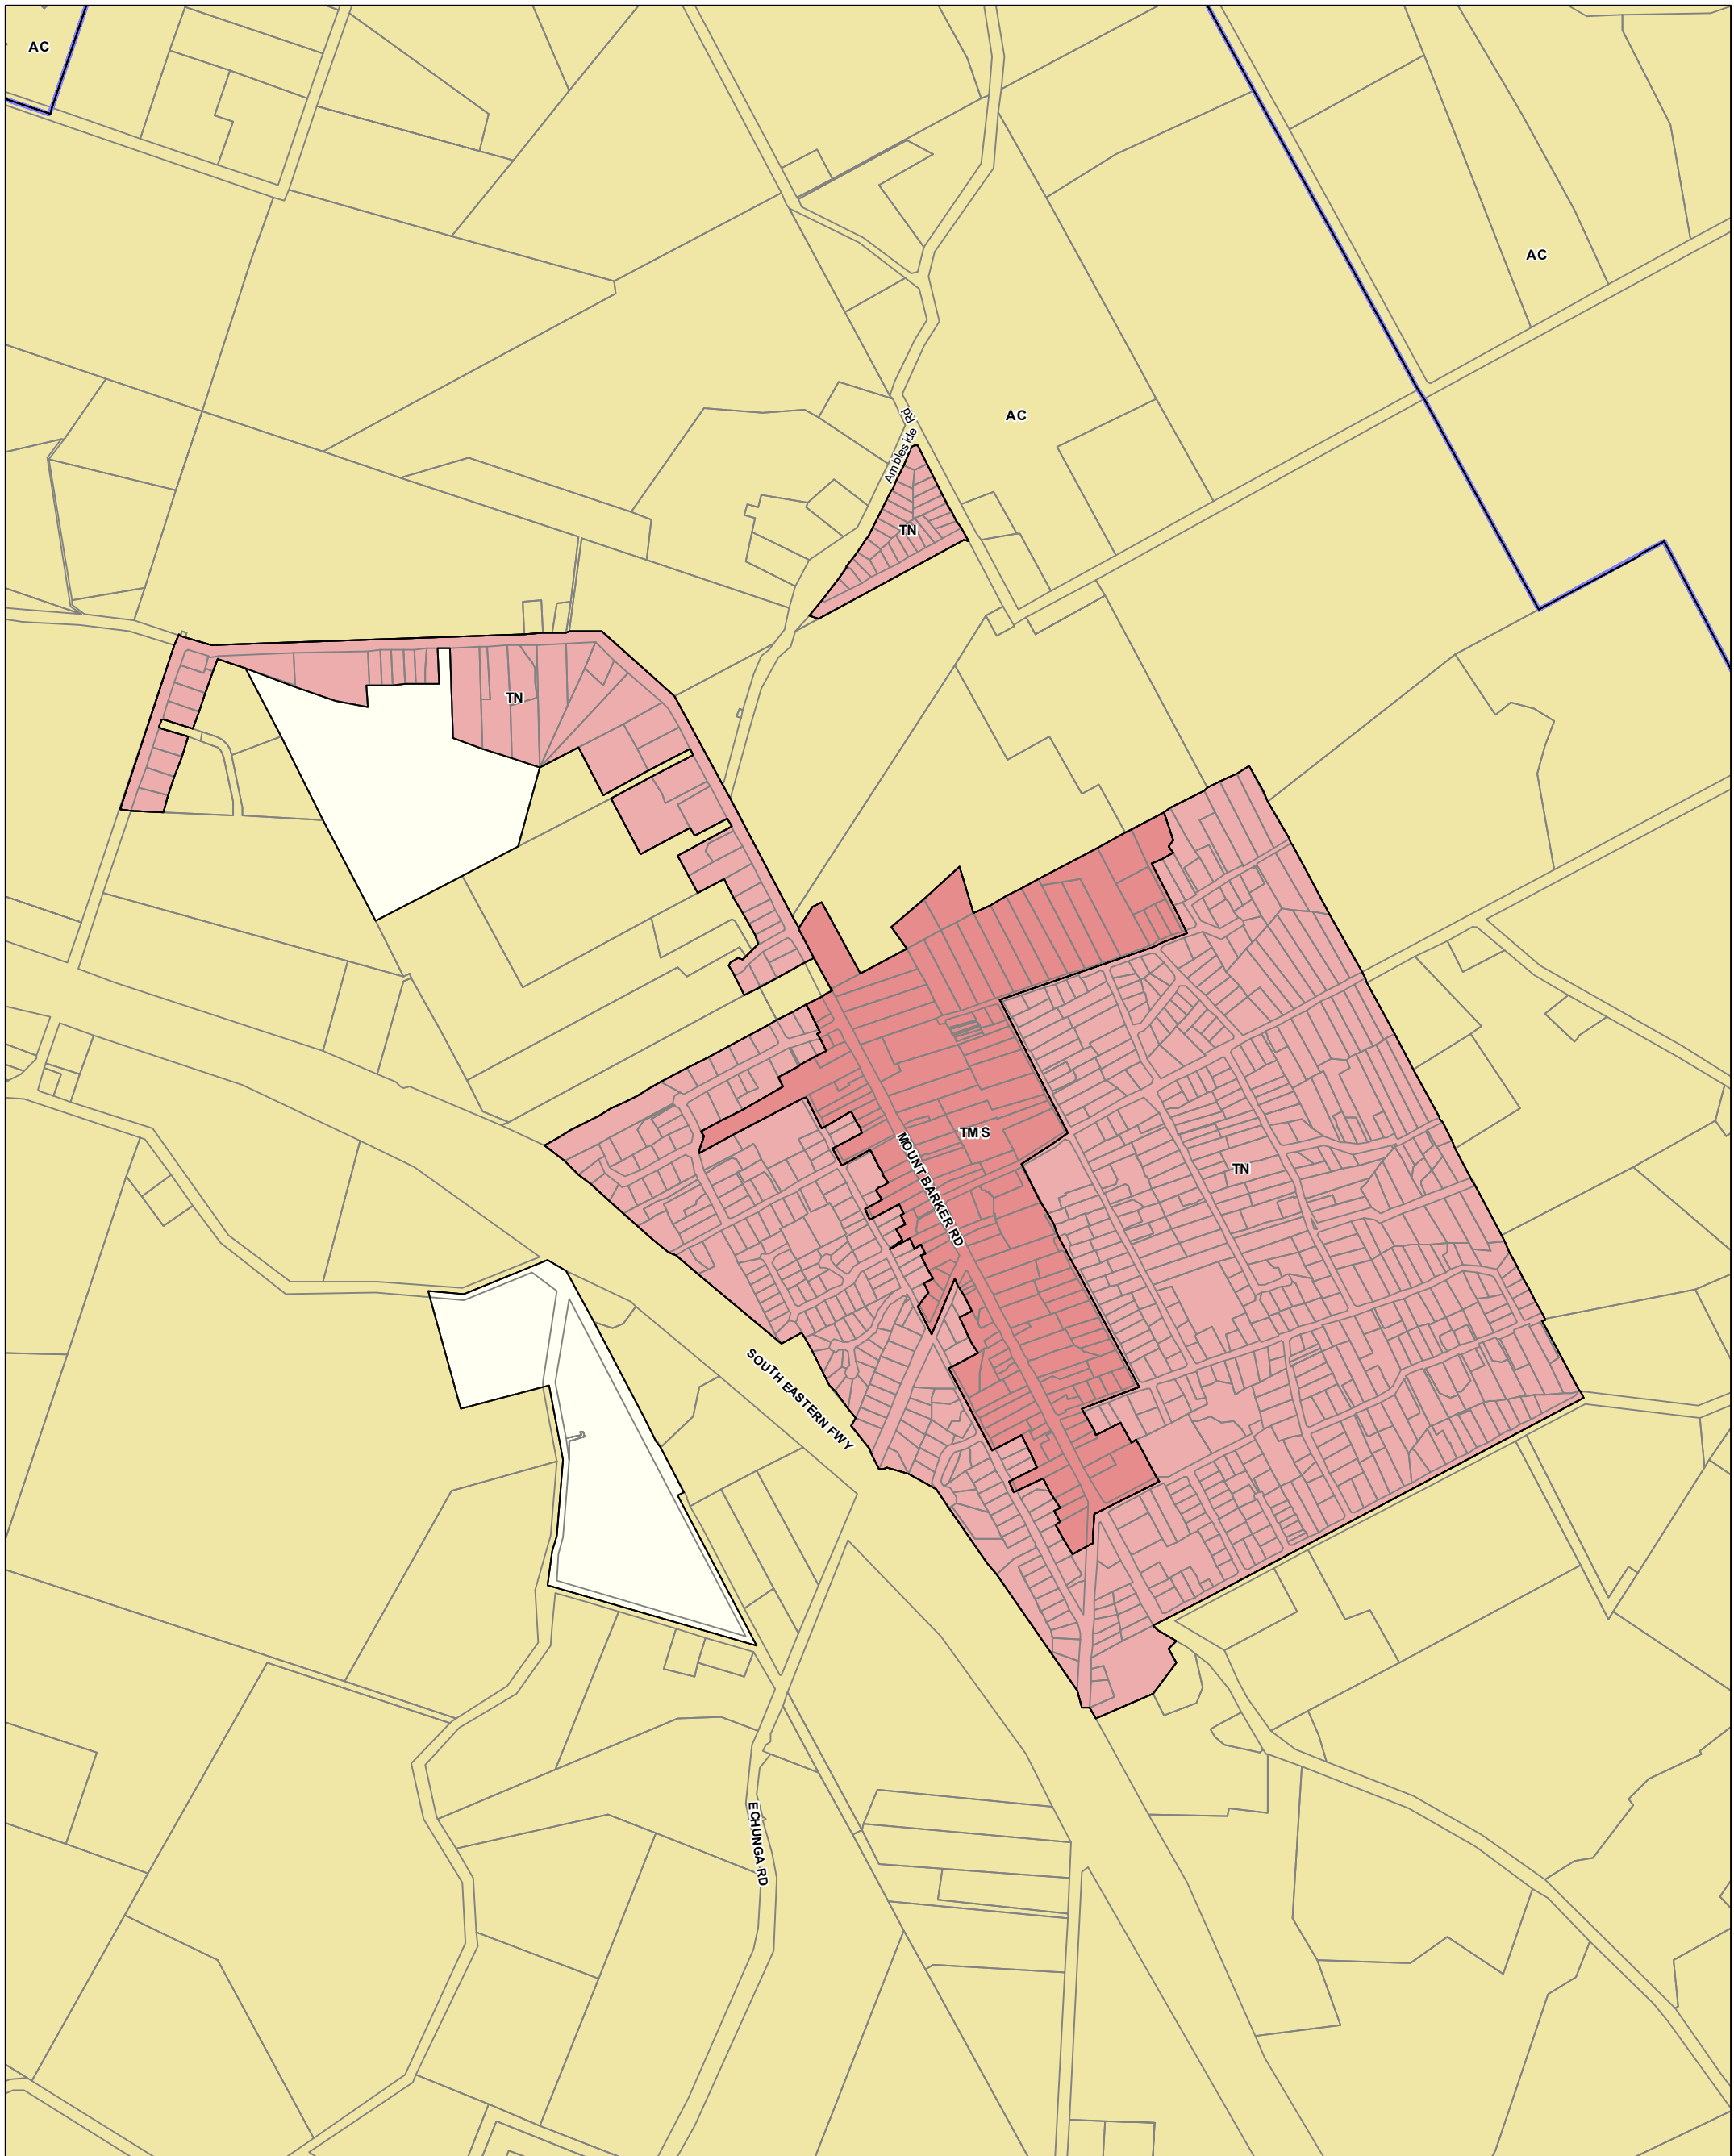 AC
AC
AC
Ambleside Rd
TN
TN
TMS
MOUNT BARKER RD
TN
SOUTH EASTERN FWY
ECHUNGA RD